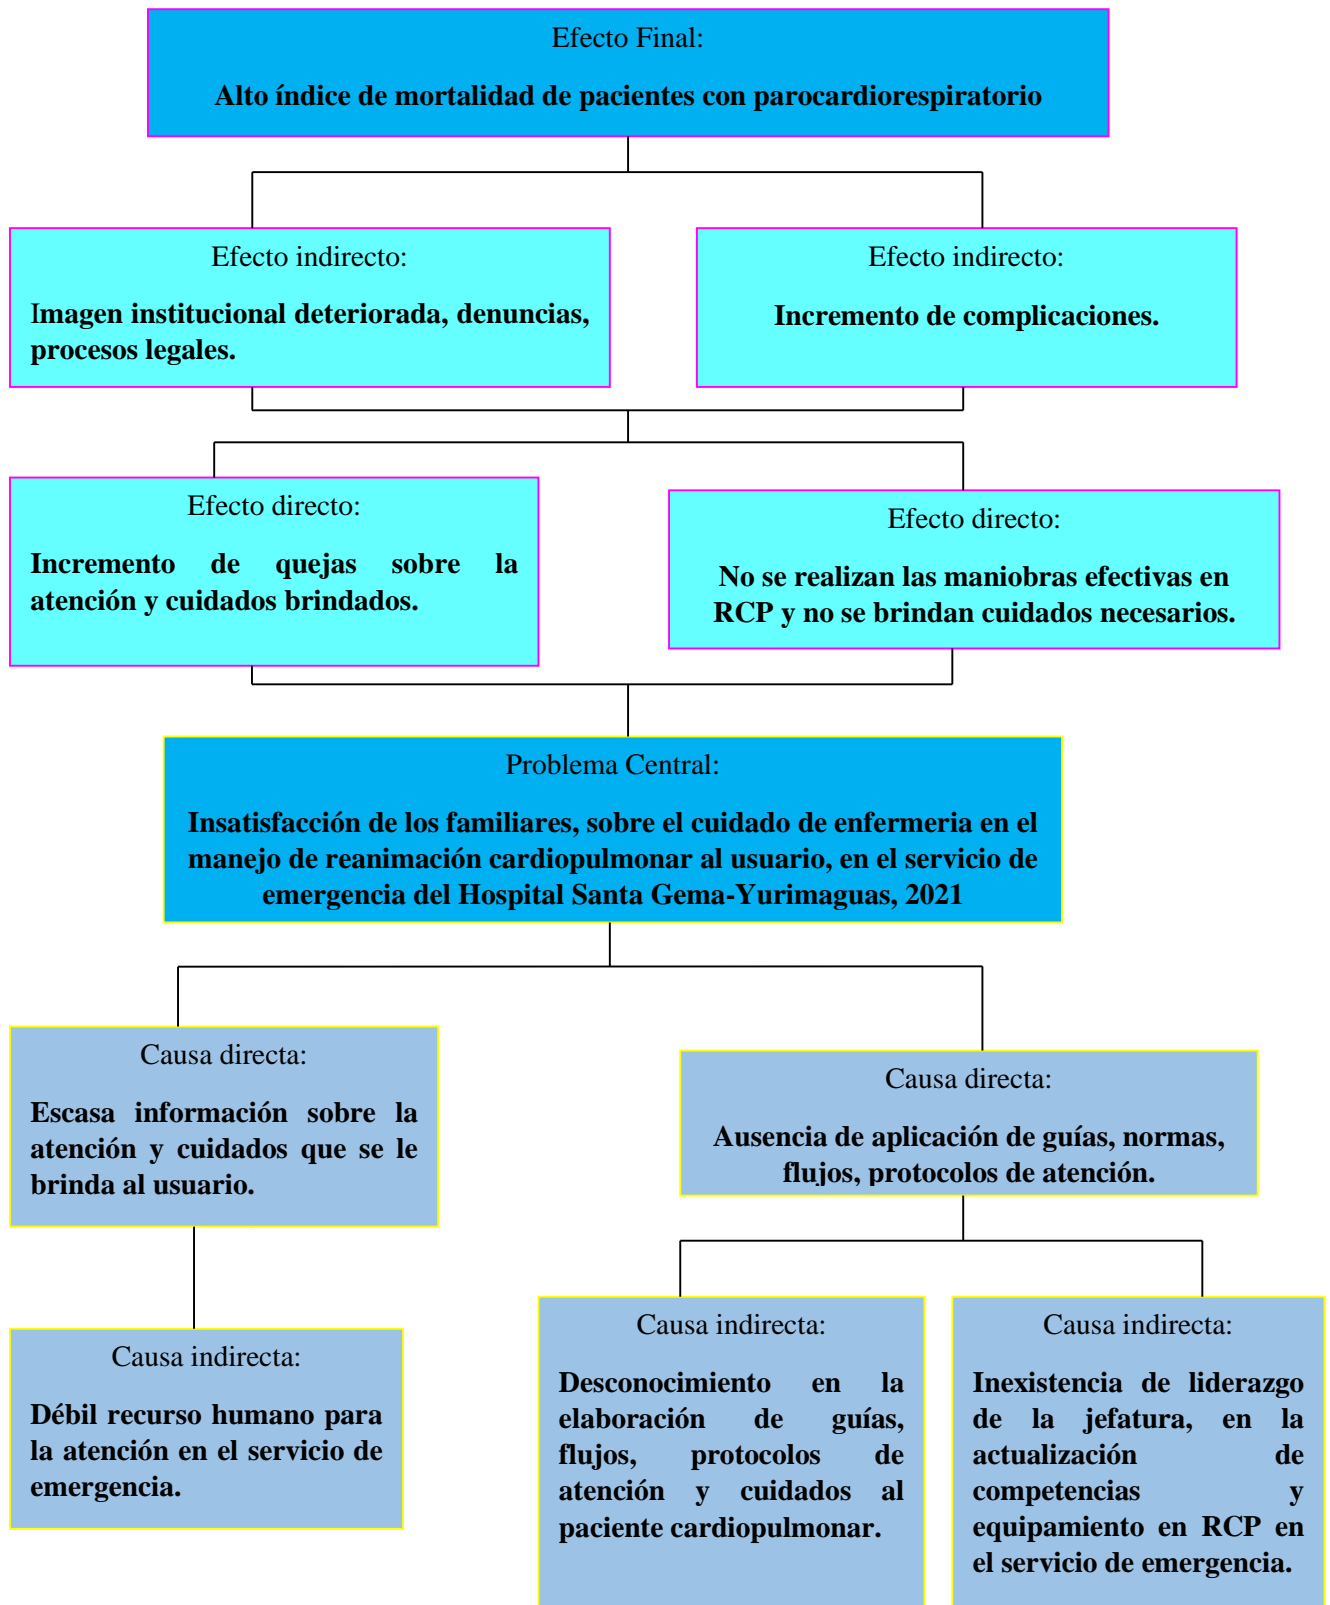 Efecto Final:
Alto índice de mortalidad de pacientes con parocardiorespiratorio
Efecto indirecto:
Imagen institucional deteriorada, denuncias,
procesos legales.
Efecto indirecto:
Incremento de complicaciones.
Efecto directo:
Incremento de quejas sobre la
atención y cuidados brindados.
Efecto directo:
No se realizan las maniobras efectivas en
RCP y no se brindan cuidados necesarios.
Problema Central:
Insatisfacción de los familiares, sobre el cuidado de enfermeria en el
manejo de reanimación cardiopulmonar al usuario, en el servicio de
emergencia del Hospital Santa Gema-Yurimaguas, 2021
Causa directa:
Escasa información sobre la
atención y cuidados que se le
brinda al usuario.
Causa directa:
Ausencia de aplicación de guías, normas,
flujos, protocolos de atención.
Causa indirecta:
Débil recurso humano para
la atención en el servicio de
emergencia.
Causa indirecta:
Desconocimiento en la
elaboración de guías,
flujos, protocolos de
atención y cuidados al
paciente cardiopulmonar.
Causa indirecta:
Inexistencia de liderazgo
de la jefatura, en la
actualización de
competencias y
equipamiento en RCP en
el servicio de emergencia.